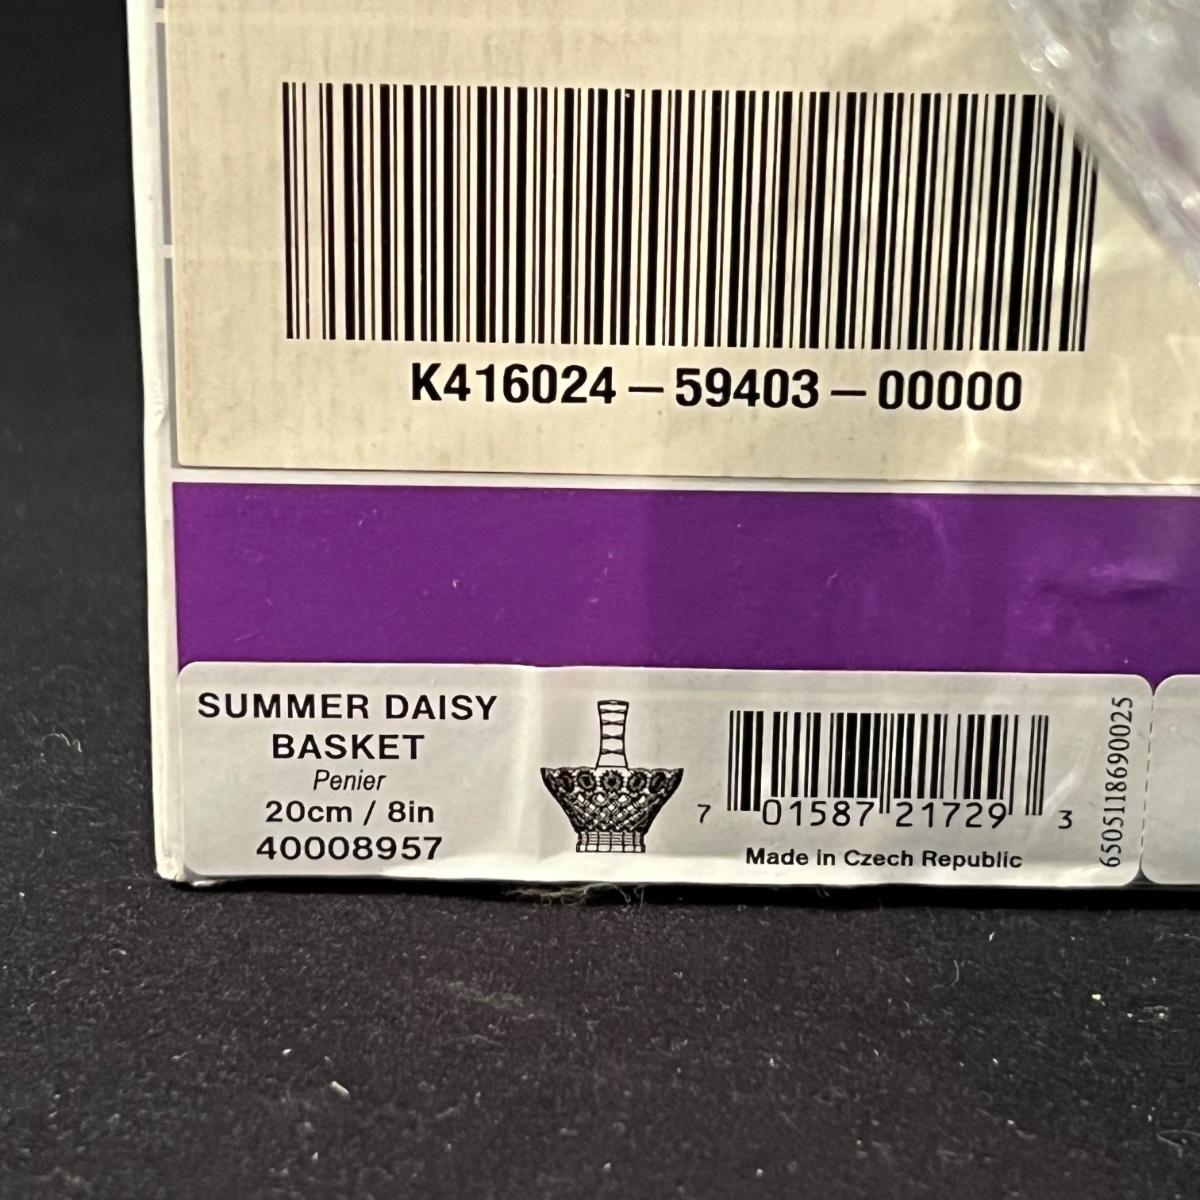 K416024 — 59403 — 00000
SUMMER DAISY
BASKET
Penier
20cm / 8in
40008957
7 01587 21729 3
Made in Czech Republic
6505118690025